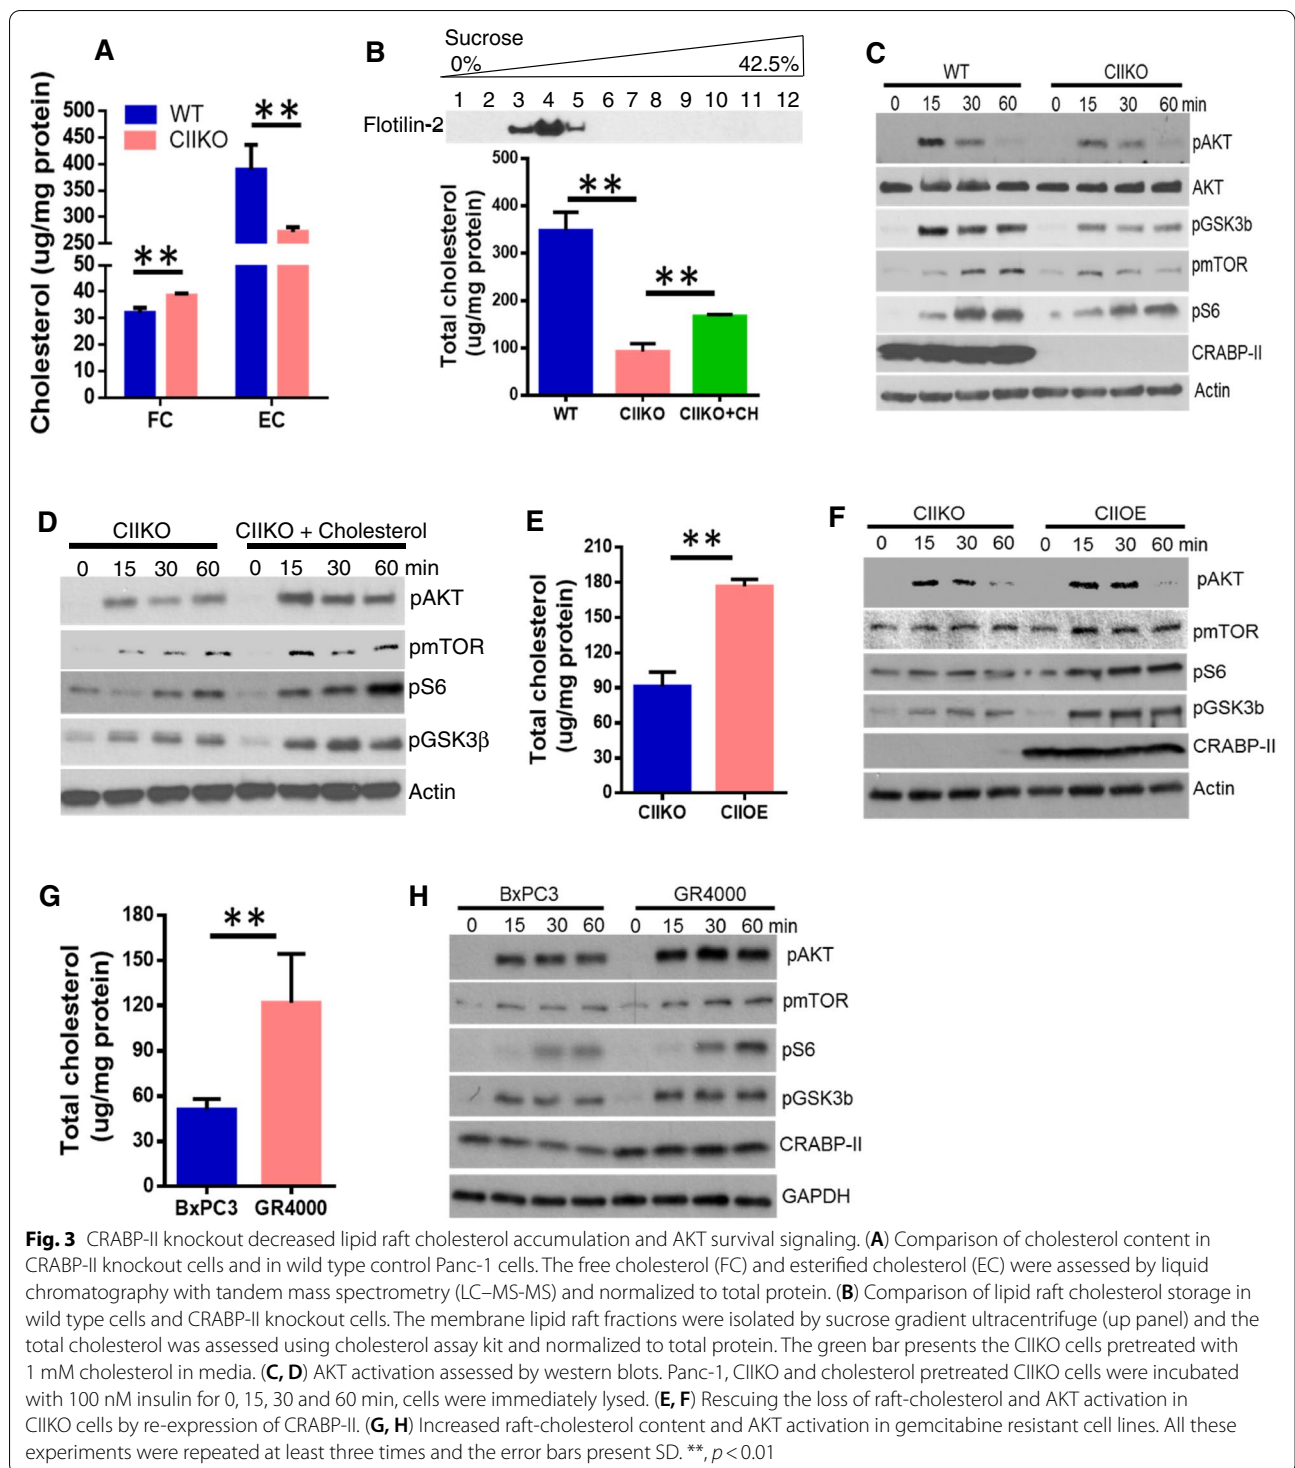 A
Cholesterol (ug/mg protein)
500
450
400
350
300
250
50
40
30
20
10
0
WT
CIIKO
**
**
FC EC
B
Sucrose
0% 42.5%
1 2 3 4 5 6 7 8 9 10 11 12
Flotilin-2
Total cholesterol
(ug/mg protein)
500
400
300
200
100
0
**
**
WT CIIKO CIIKO+CH
C
WT CIIKO
0 15 30 60 0 15 30 60 min
pAKT
AKT
pGSK3b
pmTOR
pS6
CRABP-II
Actin
D
CIIKO CIIKO + Cholesterol
0 15 30 60 0 15 30 60 min
pAKT
pmTOR
pS6
pGSK3β
Actin
E
Total cholesterol
(ug/mg protein)
210
180
150
120
90
60
30
0
**
CIIKO CIIOE
F
CIIKO CIIOE
0 15 30 60 0 15 30 60 min
pAKT
pmTOR
pS6
pGSK3b
CRABP-II
Actin
G
Total cholesterol
(ug/mg protein)
180
150
120
90
60
30
0
**
BxPC3 GR4000
H
BxPC3 GR4000
0 15 30 60 0 15 30 60 min
pAKT
pmTOR
pS6
pGSK3b
CRABP-II
GAPDH
Fig. 3 CRABP-II knockout decreased lipid raft cholesterol accumulation and AKT survival signaling. (A) Comparison of cholesterol content in
CRABP-II knockout cells and in wild type control Panc-1 cells. The free cholesterol (FC) and esterified cholesterol (EC) were assessed by liquid
chromatography with tandem mass spectrometry (LC–MS-MS) and normalized to total protein. (B) Comparison of lipid raft cholesterol storage in
wild type cells and CRABP-II knockout cells. The membrane lipid raft fractions were isolated by sucrose gradient ultracentrifuge (up panel) and the
total cholesterol was assessed using cholesterol assay kit and normalized to total protein. The green bar presents the CIIKO cells pretreated with
1 mM cholesterol in media. (C, D) AKT activation assessed by western blots. Panc-1, CIIKO and cholesterol pretreated CIIKO cells were incubated
with 100 nM insulin for 0, 15, 30 and 60 min, cells were immediately lysed. (E, F) Rescuing the loss of raft-cholesterol and AKT activation in
CIIKO cells by re-expression of CRABP-II. (G, H) Increased raft-cholesterol content and AKT activation in gemcitabine resistant cell lines. All these
experiments were repeated at least three times and the error bars present SD. **, p < 0.01